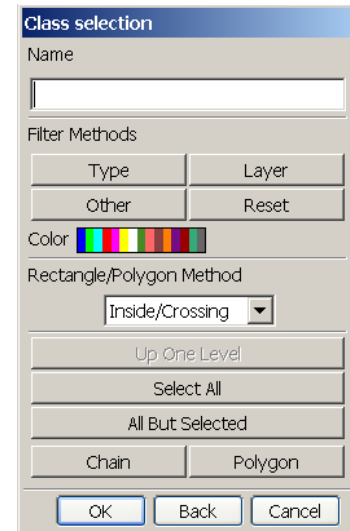 Class selection
Name
Filter Methods
Type Layer
Other Reset
Color
Rectangle/Polygon Method
Inside/Crossing
Up One Level
Select All
All But Selected
Chain Polygon
OK Back Cancel